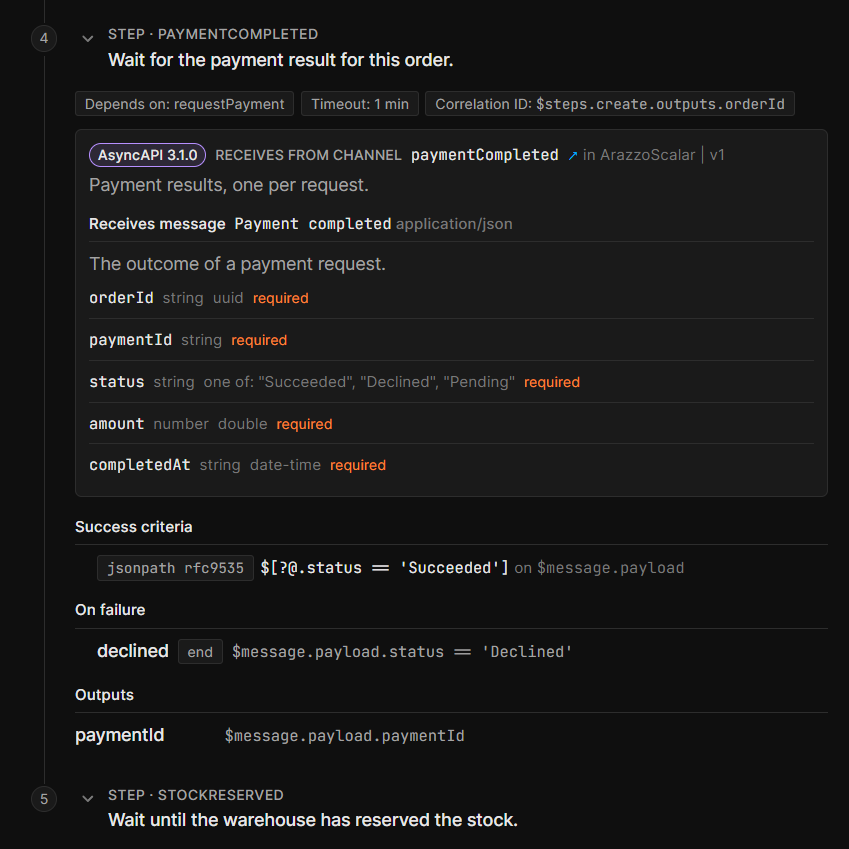 4
STEP · PAYMENTCOMPLETED
Wait for the payment result for this order.
Depends on: requestPayment Timeout: 1 min Correlation ID: $steps.create.outputs.orderId
AsyncAPI 3.1.0 RECEIVES FROM CHANNEL paymentCompleted ↗ in ArazzoScalar | v1
Payment results, one per request.
Receives message Payment completed application/json
The outcome of a payment request.
orderId string uuid required
paymentId string required
status string one of: "Succeeded", "Declined", "Pending" required
amount number double required
completedAt string date-time required
Success criteria
jsonpath rfc9535 $[?@.status == 'Succeeded'] on $message.payload
On failure
declined end $message.payload.status == 'Declined'
Outputs
paymentId $message.payload.paymentId
5
STEP · STOCKRESERVED
Wait until the warehouse has reserved the stock.